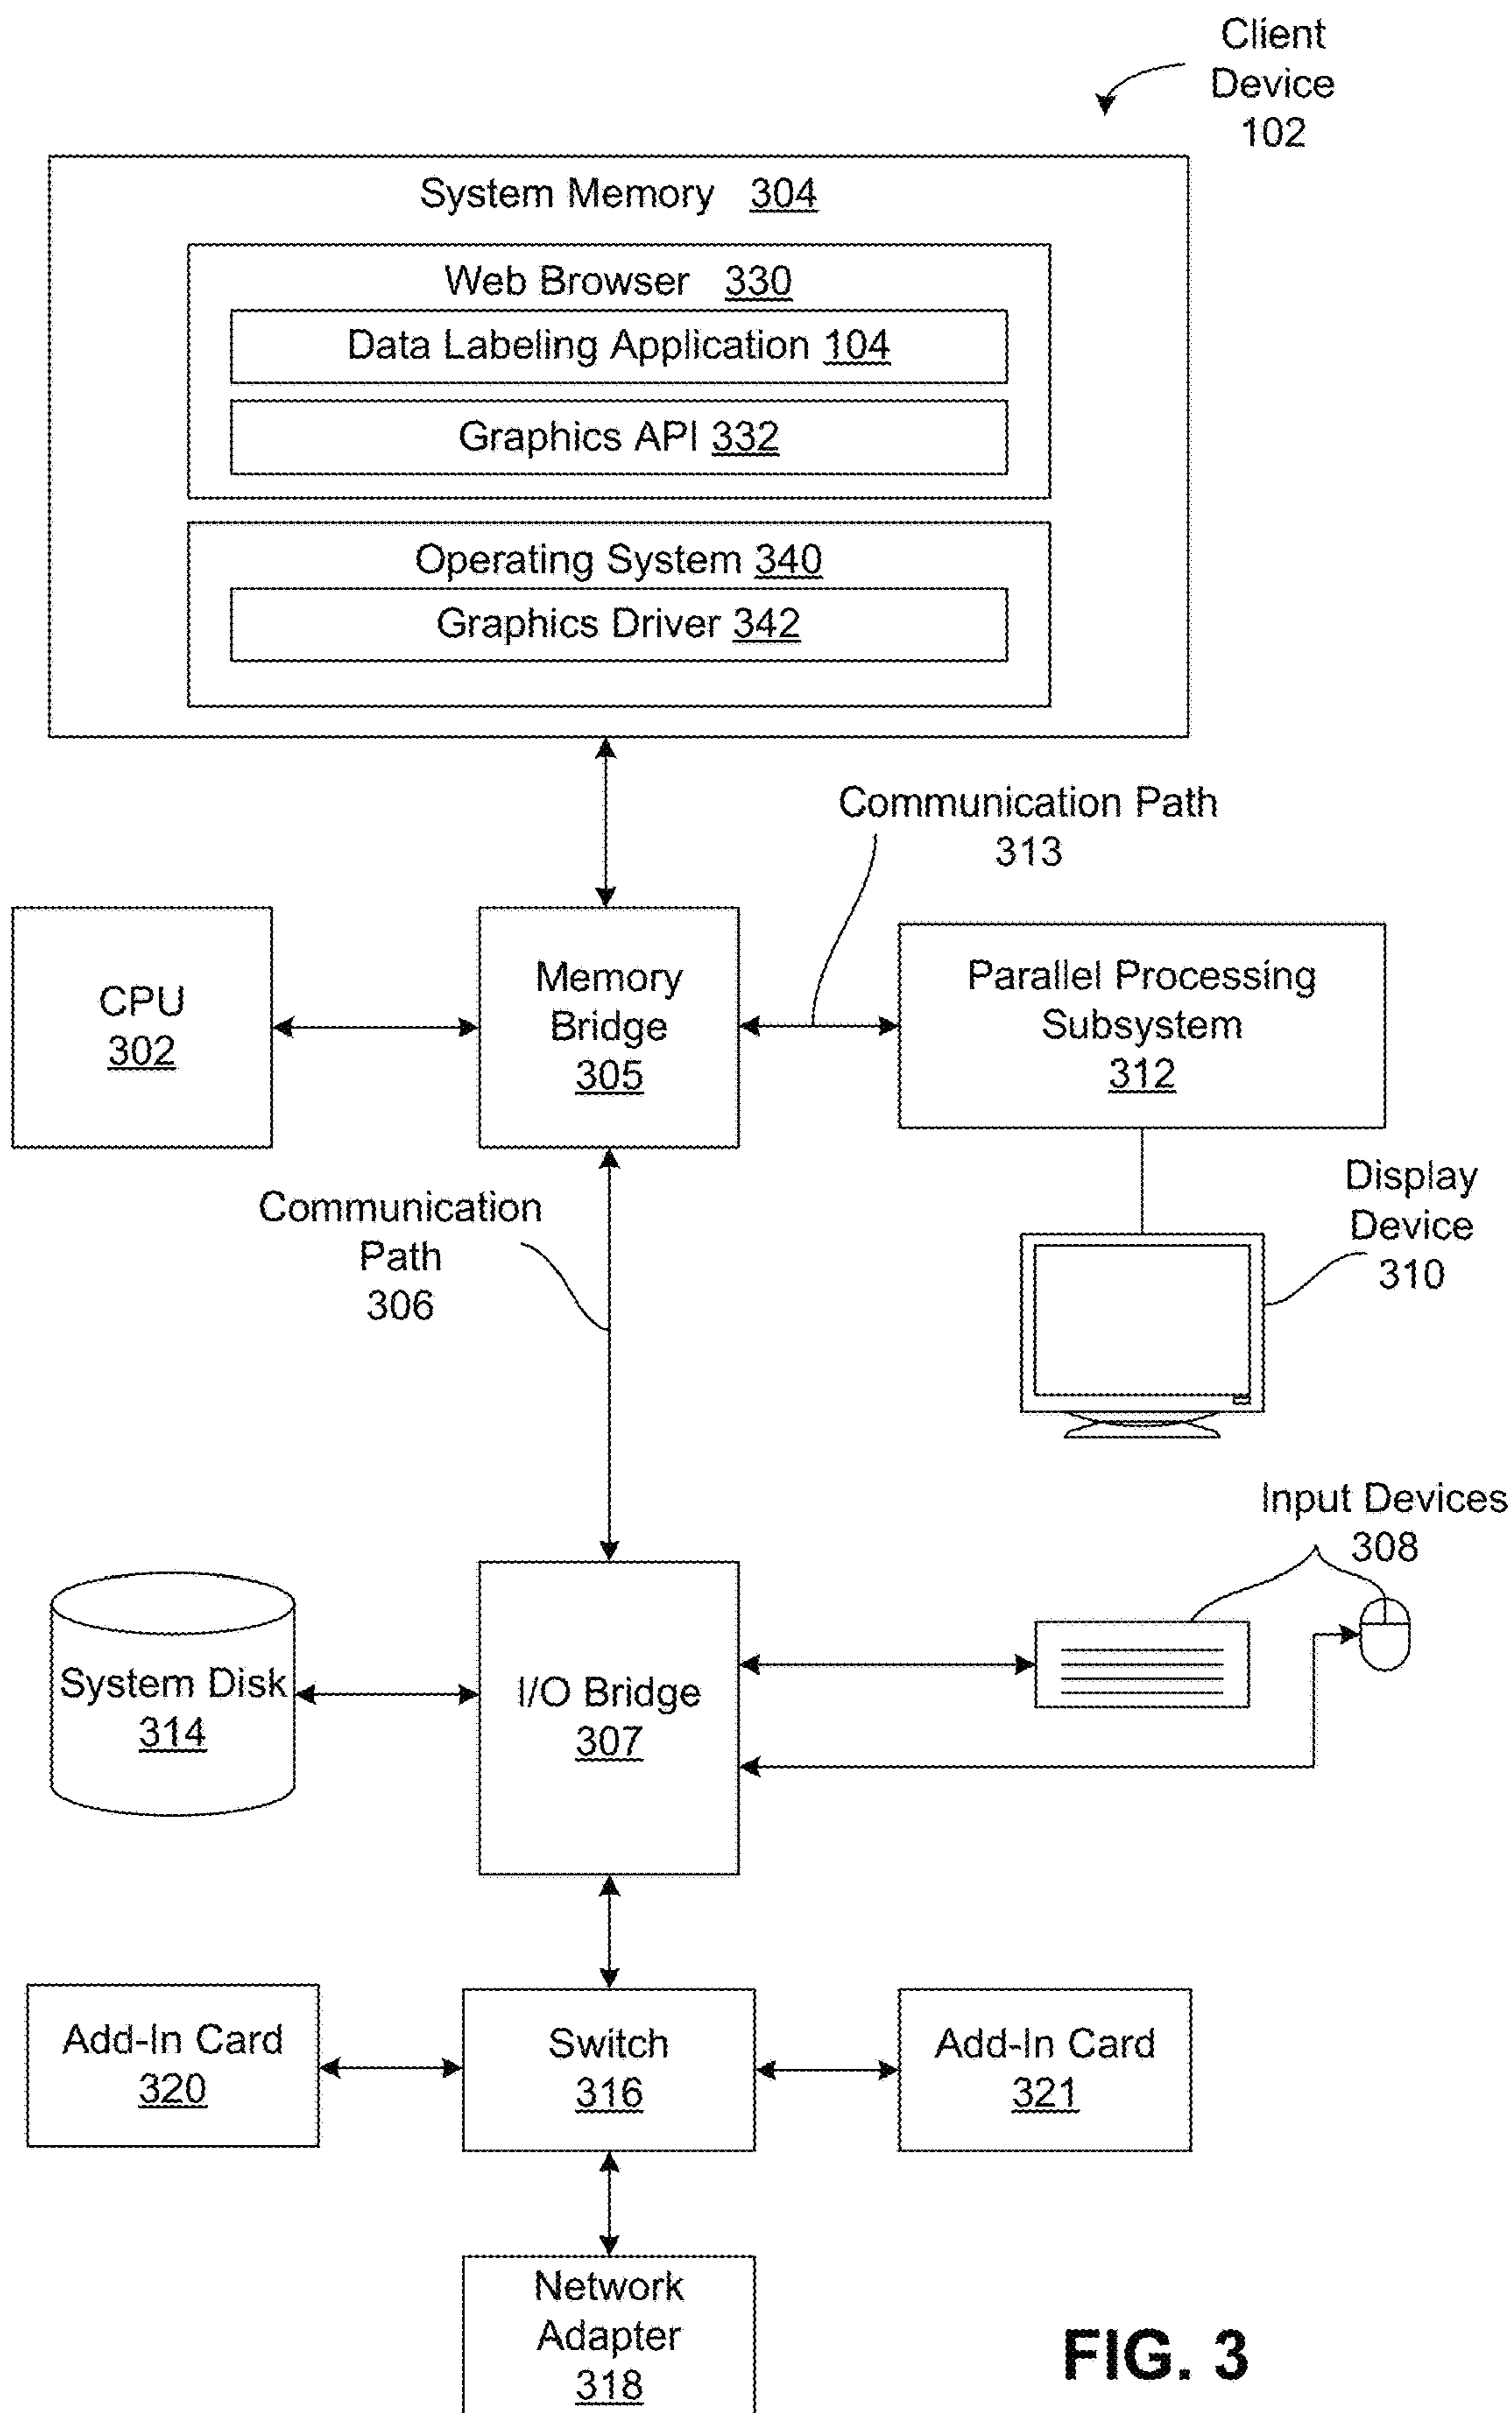 Client
Device
102
System Memory 304
Web Browser 330
Data Labeling Application 104
Graphics API 332
Operating System 340
Graphics Driver 342
Communication Path
313
CPU
302
Memory
Bridge
305
Parallel Processing
Subsystem
312
Communication
Path
306
Display
Device
310
Input Devices
308
System Disk
314
I/O Bridge
307
Add-In Card
320
Switch
316
Add-In Card
321
Network
Adapter
318
FIG. 3